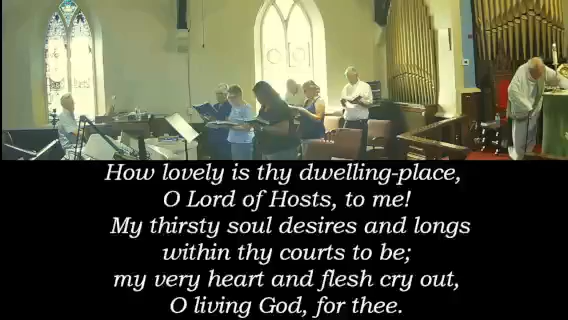 How lovely is thy dwelling-place,
O Lord of Hosts, to me!
My thirsty soul desires and longs
within thy courts to be;
my very heart and flesh cry out,
O living God, for thee.